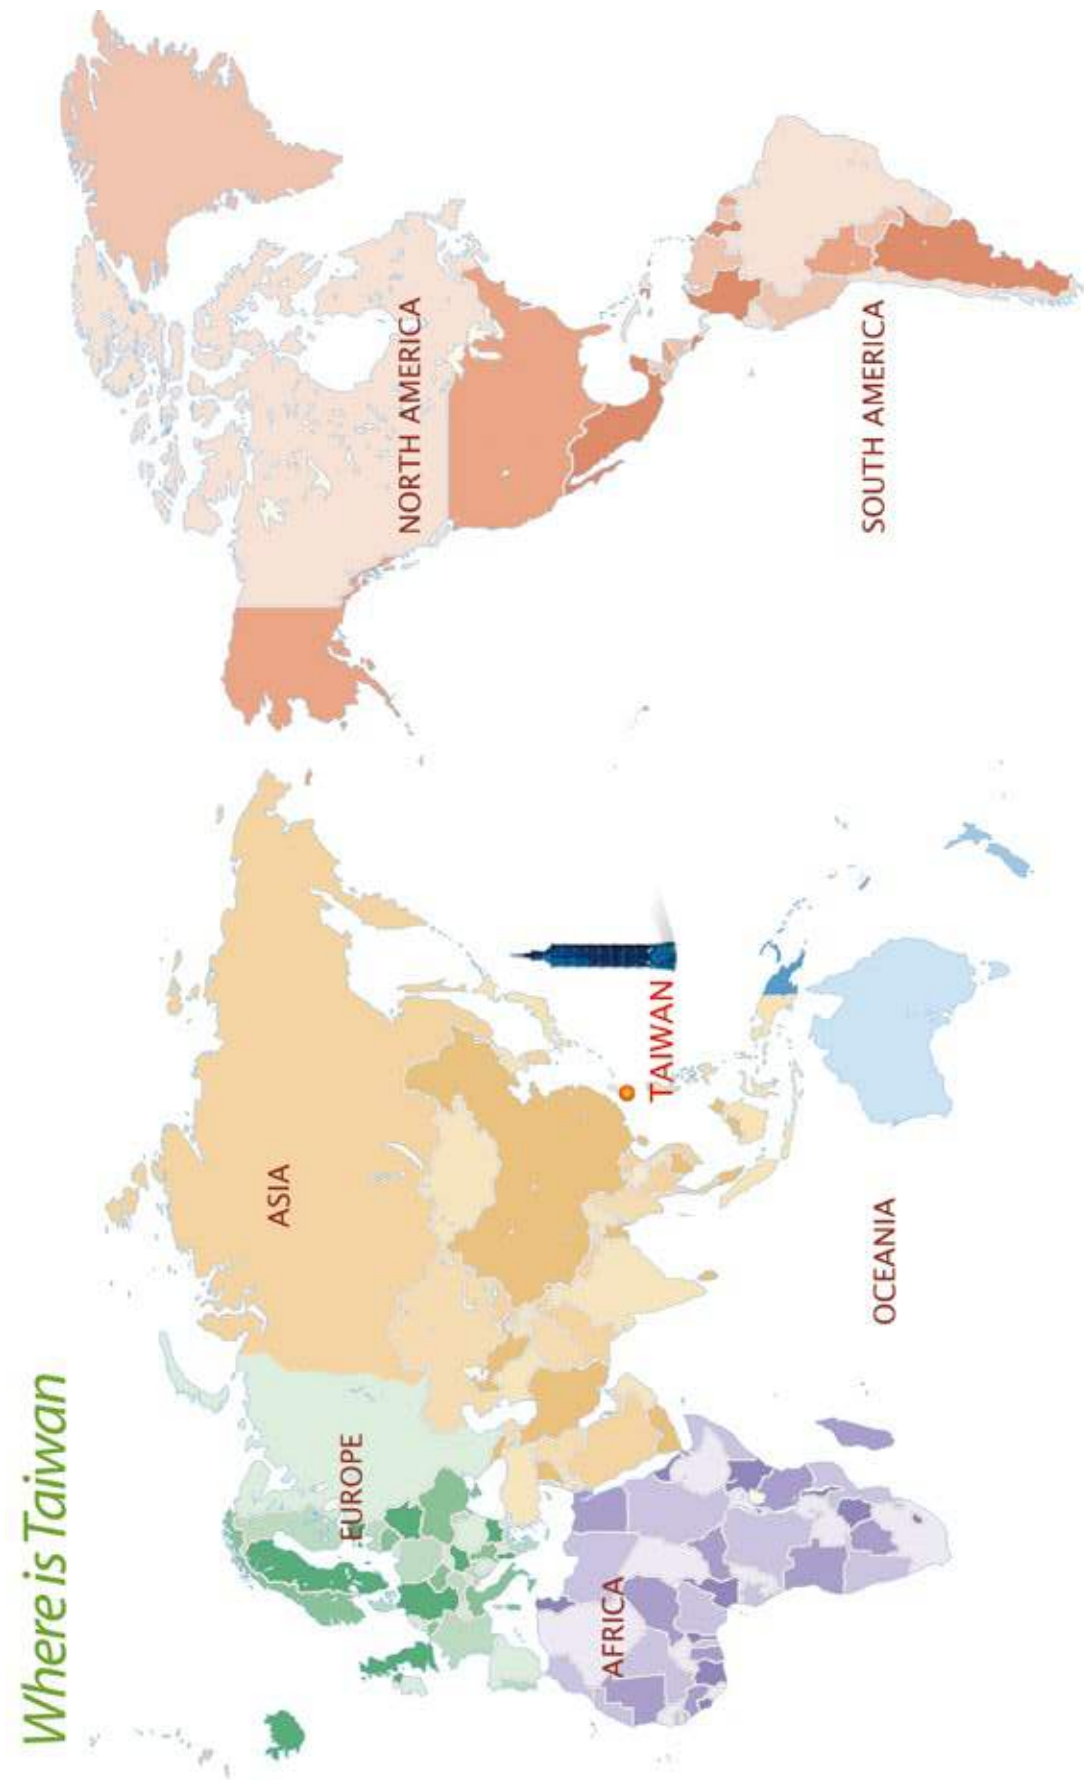 Where is Taiwan
EUROPE
ASIA
NORTH AMERICA
AFRICA
TAIWAN
OCEANIA
SOUTH AMERICA